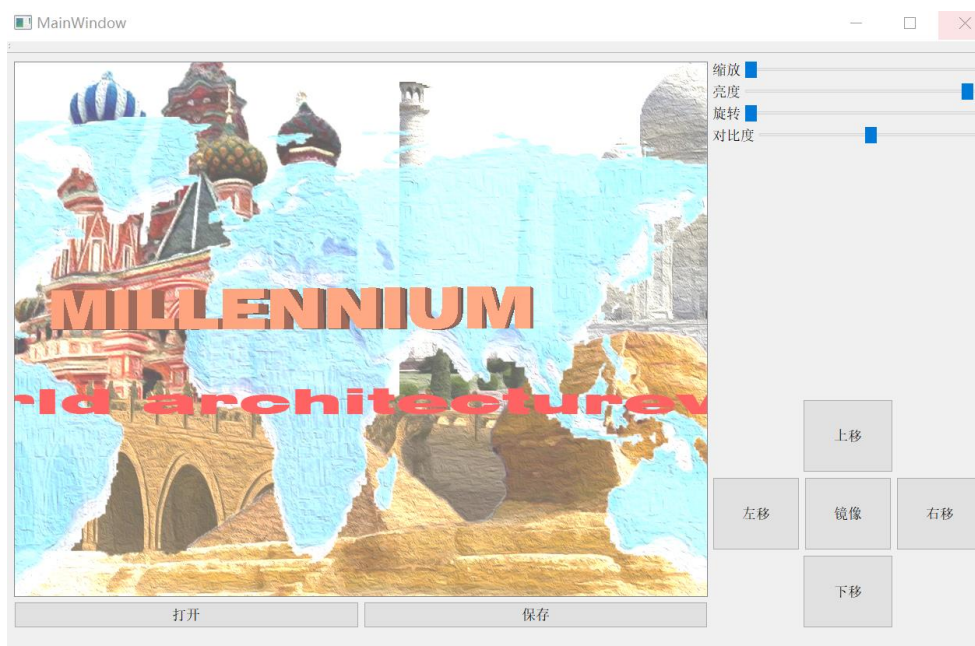 MainWindow
缩放
亮度
旋转
对比度
MILLENNIUM
rld architecturew
上移
左移 镜像 右移
下移
打开 保存